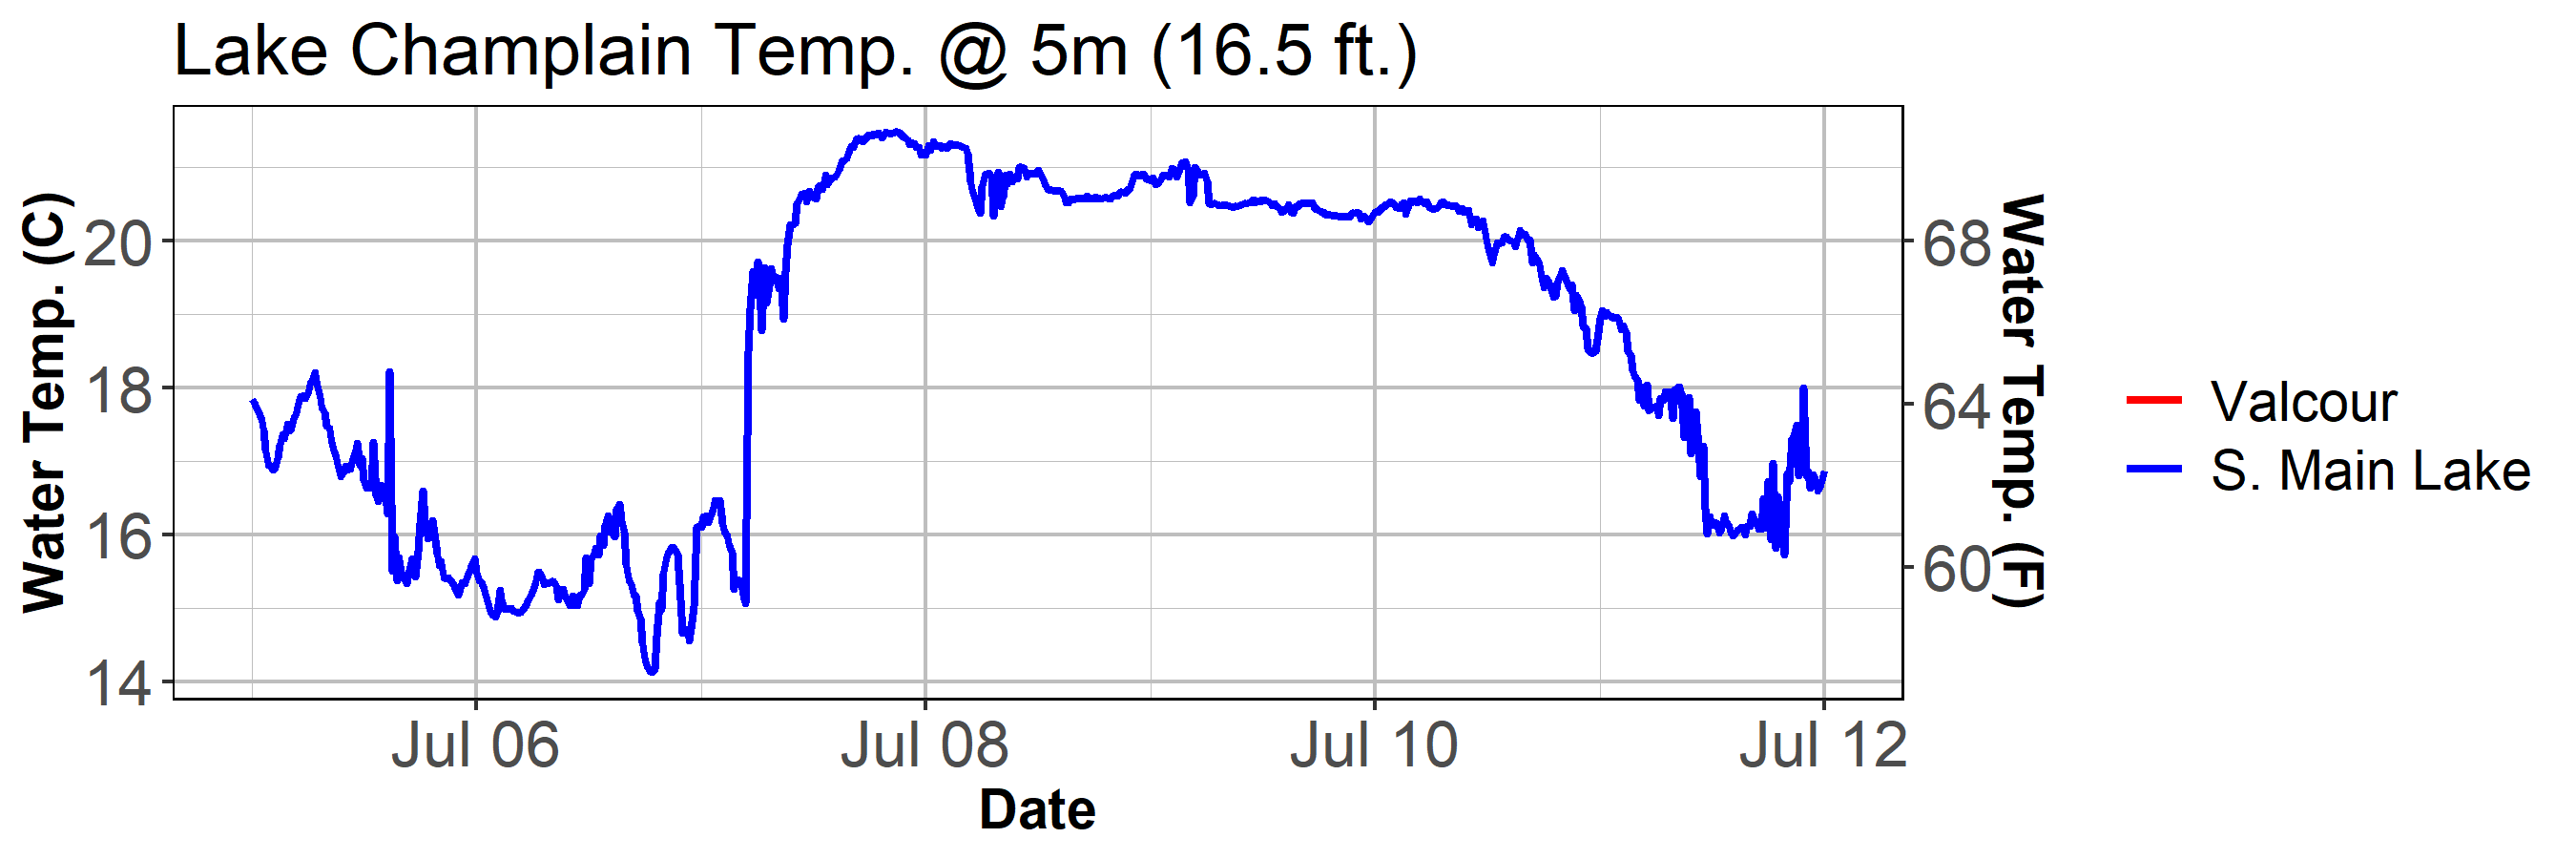 Lake Champlain Temp. @ 5m (16.5 ft.)
Water Temp. (C)
20
18
16
14
68
64
60
Water Temp. (F)
Jul 06
Jul 08
Jul 10
Jul 12
Date
Valcour
S. Main Lake